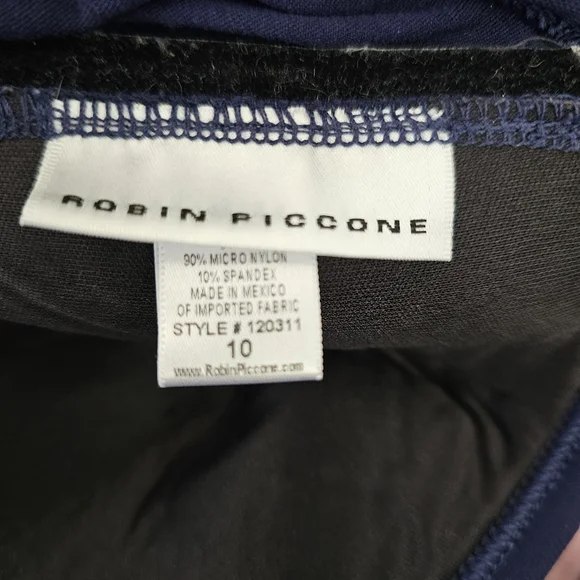 ROBIN PICCONE
90% MICRO NYLON
10% SPANDEX
MADE IN MEXICO
OF IMPORTED FABRIC
STYLE # 120311
10
www.RobinPiccone.com